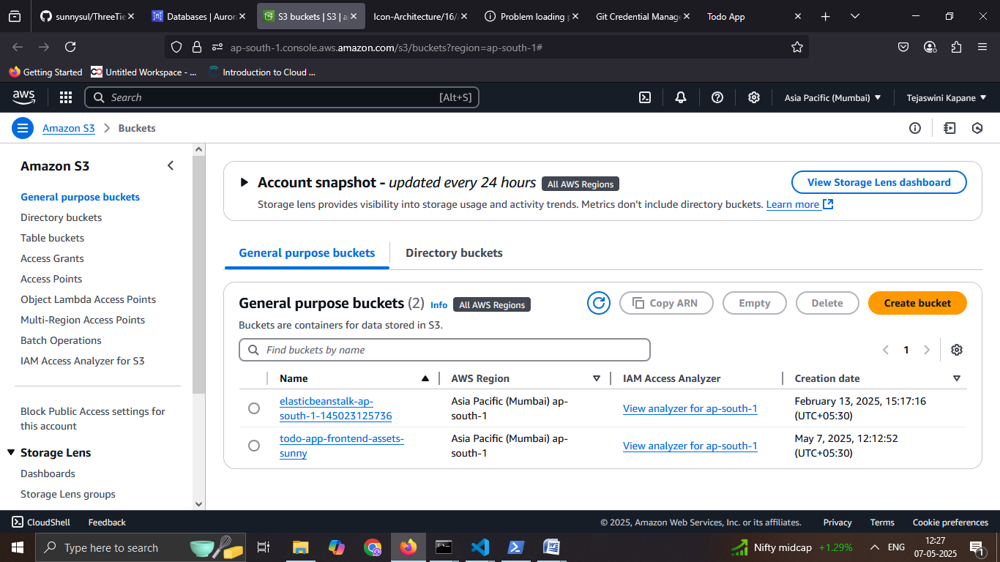 sunnysul/ThreeTie
Databases | Auror
S3 buckets | S3 | a
Icon-Architecture/16/
Problem loading p
Git Credential Manage
Todo App
ap-south-1.console.aws.amazon.com/s3/buckets?region=ap-south-1#
Getting Started
Untitled Workspace - ...
Introduction to Cloud ...
aws
Search
[Alt+S]
Asia Pacific (Mumbai)
Tejaswini Kapane
Amazon S3
Buckets
Amazon S3
General purpose buckets
Directory buckets
Table buckets
Access Grants
Access Points
Object Lambda Access Points
Multi-Region Access Points
Batch Operations
IAM Access Analyzer for S3
Block Public Access settings for
this account
Storage Lens
Dashboards
Storage Lens groups
Account snapshot - updated every 24 hours
All AWS Regions
View Storage Lens dashboard
Storage lens provides visibility into storage usage and activity trends. Metrics don't include directory buckets. Learn more
General purpose buckets
Directory buckets
General purpose buckets (2)
Info
All AWS Regions
Copy ARN
Empty
Delete
Create bucket
Buckets are containers for data stored in S3.
Find buckets by name
1
Name
AWS Region
IAM Access Analyzer
Creation date
elasticbeanstalk-ap-
south-1-145023125736
Asia Pacific (Mumbai) ap-
south-1
View analyzer for ap-south-1
February 13, 2025, 15:17:16
(UTC+05:30)
todo-app-frontend-assets-
sunny
Asia Pacific (Mumbai) ap-
south-1
View analyzer for ap-south-1
May 7, 2025, 12:12:52
(UTC+05:30)
CloudShell
Feedback
© 2025, Amazon Web Services, Inc. or its affiliates.
Privacy
Terms
Cookie preferences
Type here to search
Nifty midcap
+1.29%
ENG
12:27
07-05-2025
1